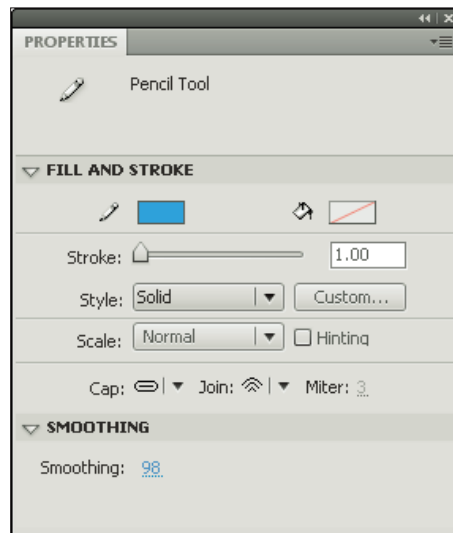 PROPERTIES
Pencil Tool
FILL AND STROKE
Stroke: 1.00
Style: Solid Custom...
Scale: Normal Hinting
Cap: Join: Miter: 3
SMOOTHING
Smoothing: 98